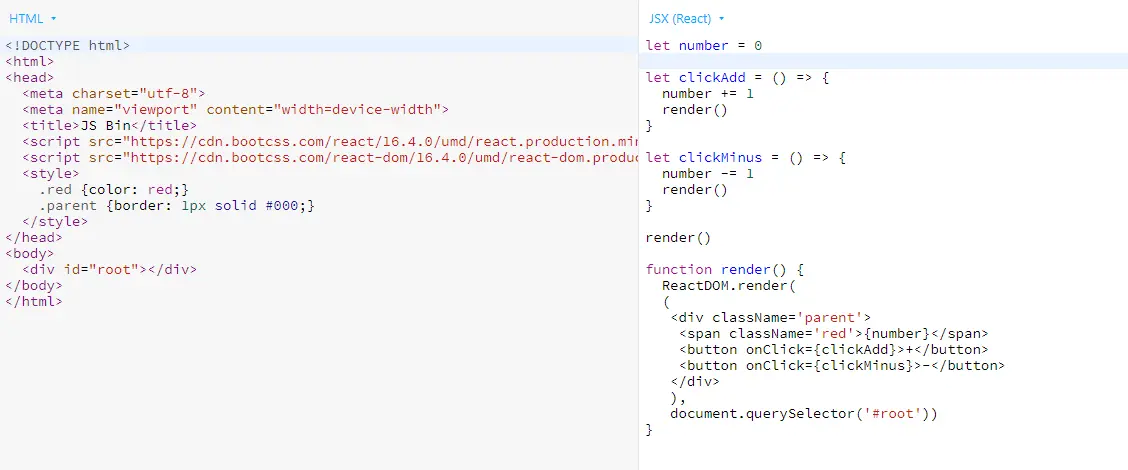 HTML
<!DOCTYPE html>
<html>
<head>
  <meta charset="utf-8">
  <meta name="viewport" content="width=device-width">
  <title>JS Bin</title>
  <script src="https://cdn.bootcss.com/react/16.4.0/umd/react.production.min
  <script src="https://cdn.bootcss.com/react-dom/16.4.0/umd/react-dom.produc
  <style>
    .red {color: red;}
    .parent {border: 1px solid #000;}
  </style>
</head>
<body>
  <div id="root"></div>
</body>
</html>
JSX (React)
let number = 0
let clickAdd = () => {
  number += 1
  render()
}
let clickMinus = () => {
  number -= 1
  render()
}
render()
function render() {
  ReactDOM.render(
  (
   <div className='parent'>
    <span className='red'>{number}</span>
    <button onClick={clickAdd}>+</button>
    <button onClick={clickMinus}>-</button>
   </div>
   ),
   document.querySelector('#root'))
}